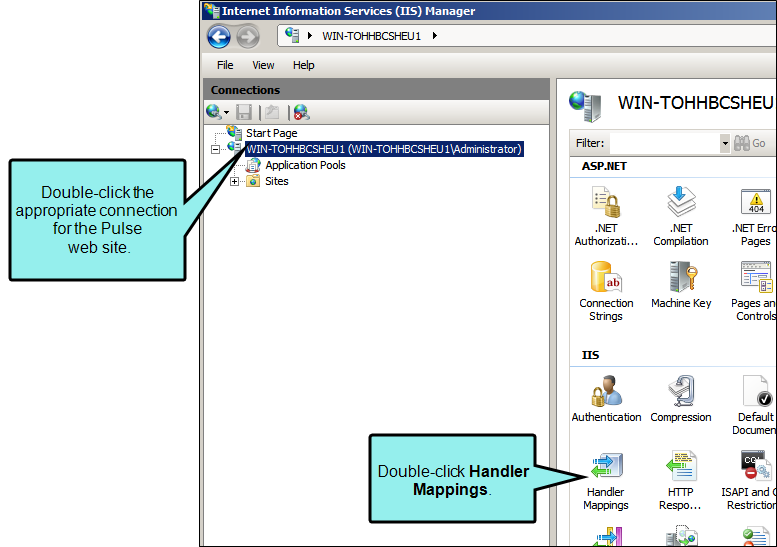 Internet Information Services (IIS) Manager
WIN-TOHHBCSHEU1
File View Help
Connections
Start Page
WIN-TOHHBCSHEU1 (WIN-TOHHBCSHEU1\Administrator)
Application Pools
Sites
Double-click the
appropriate connection
for the Pulse
web site.
WIN-TOHHBCSHEU
Filter: Go
ASP.NET
.NET
Authorizati...
.NET
Compilation
404
.NET Erro
Pages
ab
Connection
Strings
Machine Key
Pages an
Controls
IIS
Authentication
Compression
Default
Documen
Double-click Handler
Mappings.
Handler
Mappings
HTTP
Respo...
CGI
ISAPI and C
Restriction